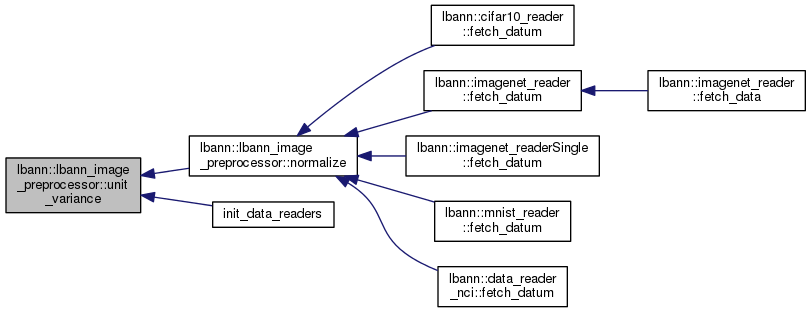 lbann::lbann_image
_preprocessor::unit
_variance
lbann::lbann_image
_preprocessor::normalize
init_data_readers
lbann::cifar10_reader
::fetch_datum
lbann::imagenet_reader
::fetch_datum
lbann::imagenet_readerSingle
::fetch_datum
lbann::mnist_reader
::fetch_datum
lbann::data_reader
_nci::fetch_datum
lbann::imagenet_reader
::fetch_data